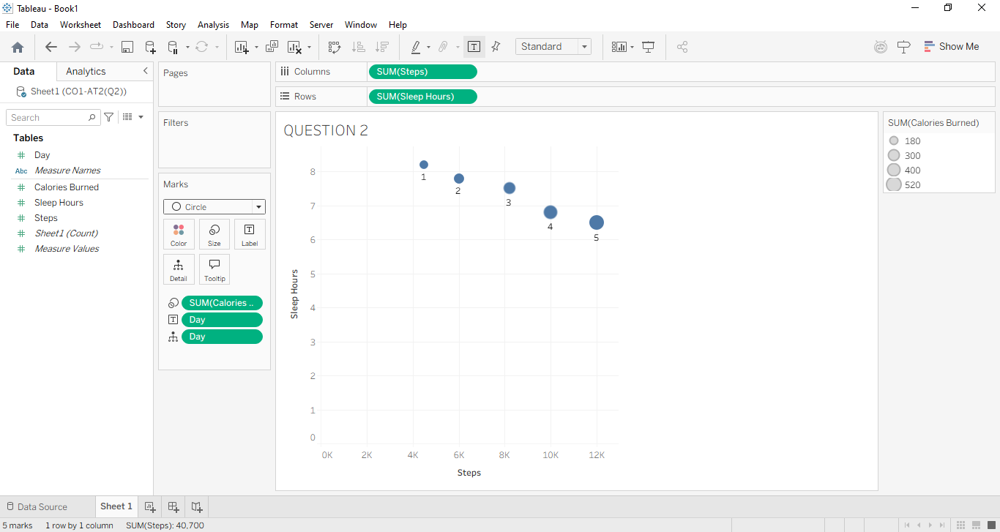 Tableau - Book1
File Data Worksheet Dashboard Story Analysis Map Format Server Window Help
Standard
Show Me
Data Analytics
Sheet1 (CO1-AT2(Q2))
Search
Tables
Day
Abc Measure Names
Calories Burned
Sleep Hours
Steps
Sheet1 (Count)
Measure Values
Pages
Filters
Marks
Circle
Color Size Label
Detail Tooltip
SUM(Calories ..
Day
Day
Columns SUM(Steps)
Rows SUM(Sleep Hours)
QUESTION 2
8
7
6
5
4
3
2
1
0
Sleep Hours
1
2
3
4
5
0K 2K 4K 6K 8K 10K 12K
Steps
SUM(Calories Burned)
180
300
400
520
Data Source Sheet 1
5 marks 1 row by 1 column SUM(Steps): 40,700